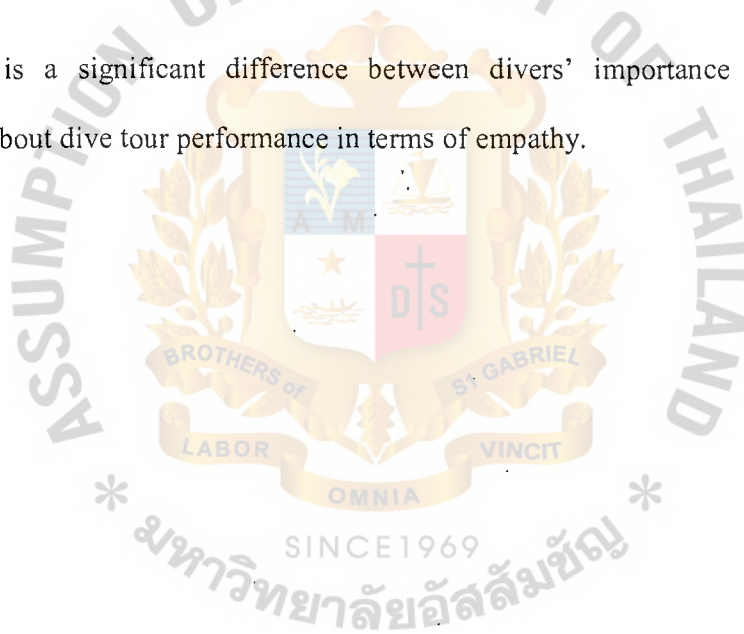 is a significant difference between divers' importance
bout dive tour performance in terms of empathy.
ASSUMPTION
OF
THAILAND
A M
D S
BROTHERS of
ST GABRIEL
LABOR
VINCIT
OMNIA
* *
SINCE1969
มหาวิทยาลัยอัสสัมชัญ